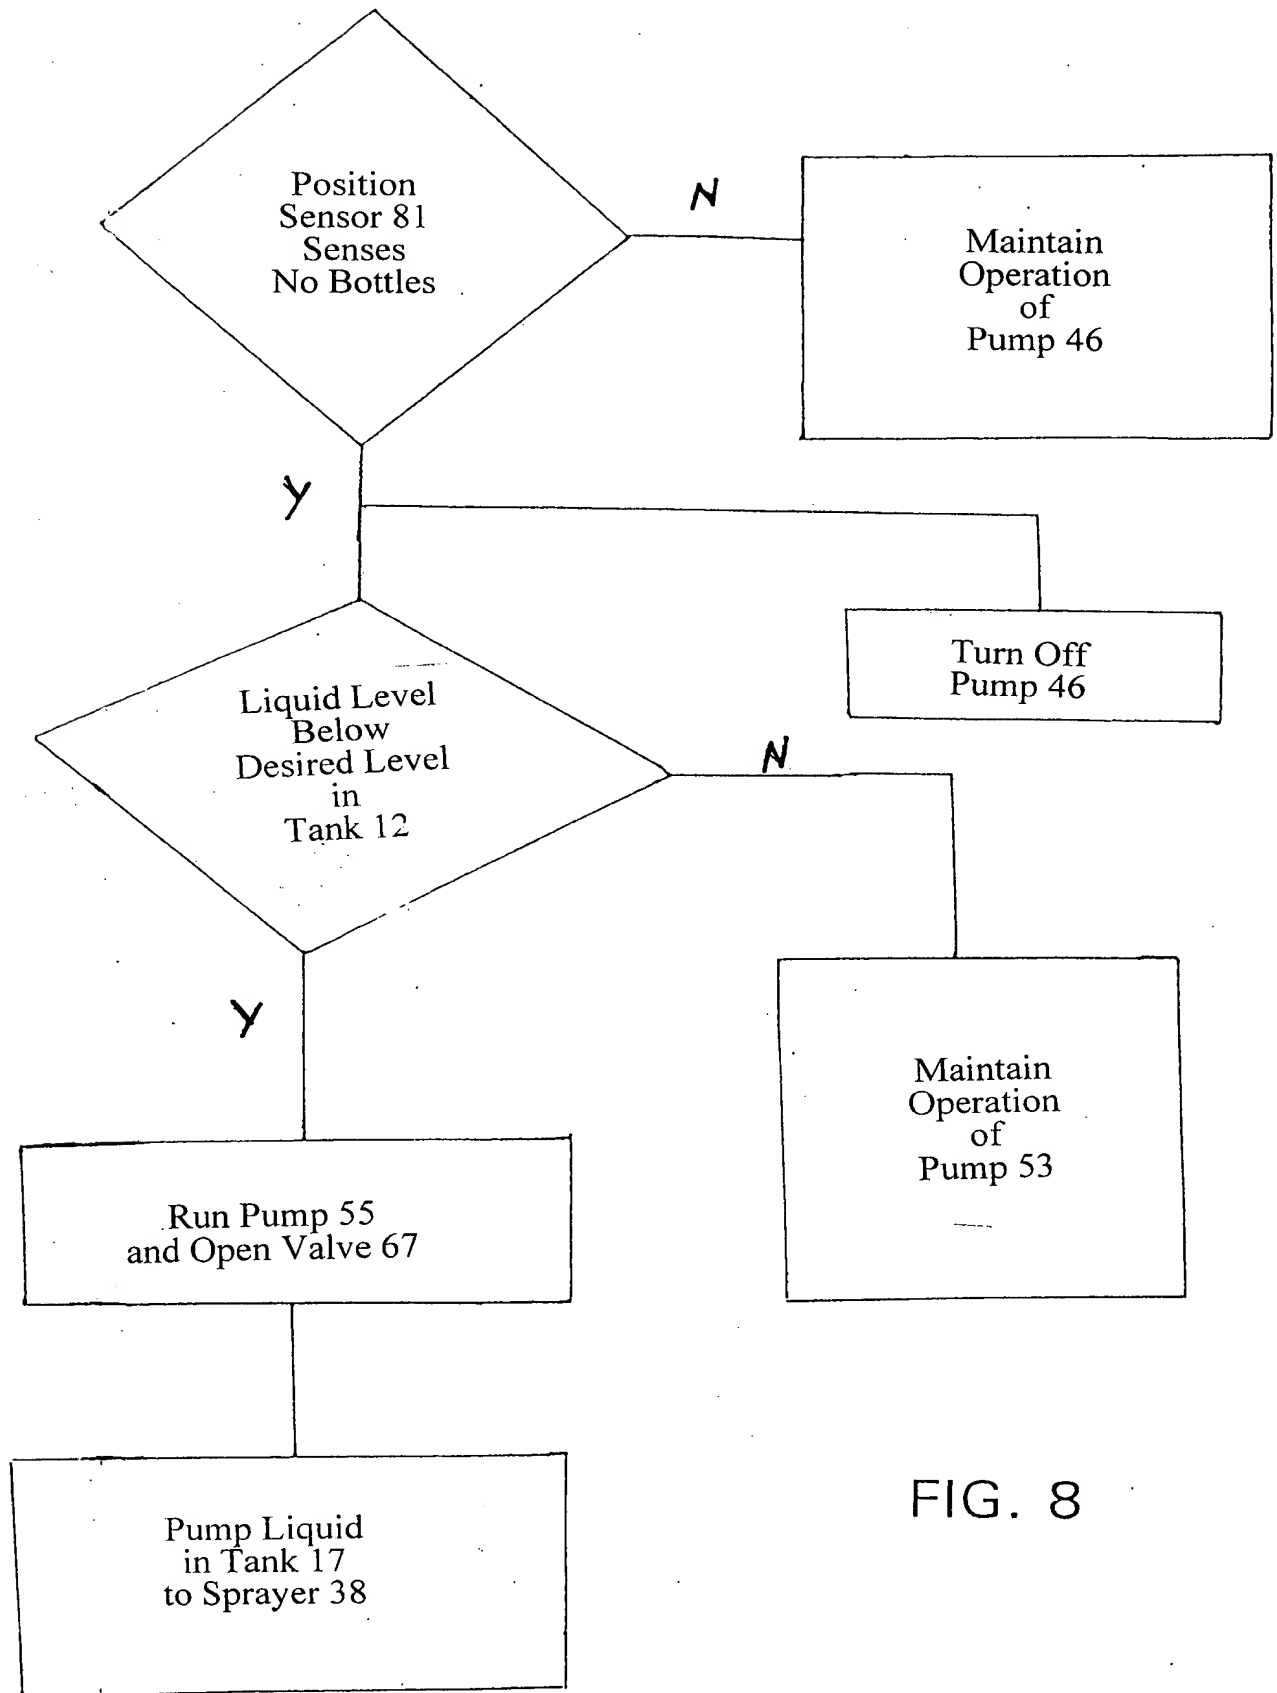 Position
Sensor 81
Senses
No Bottles
N
Maintain
Operation
of
Pump 46
Y
Turn Off
Pump 46
Liquid Level
Below
Desired Level
in
Tank 12
N
Y
Maintain
Operation
of
Pump 53
Run Pump 55
and Open Valve 67
Pump Liquid
in Tank 17
to Sprayer 38
FIG. 8